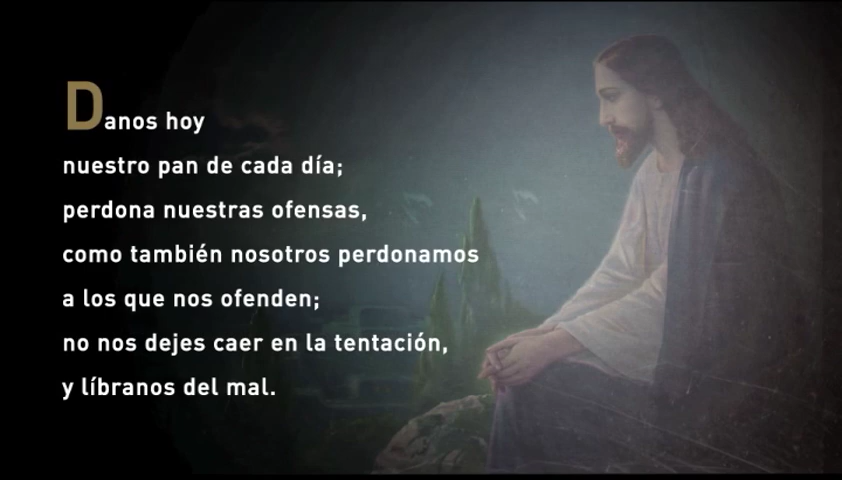 Danos hoy
nuestro pan de cada día;
perdona nuestras ofensas,
como también nosotros perdonamos
a los que nos ofenden;
no nos dejes caer en la tentación,
y líbranos del mal.